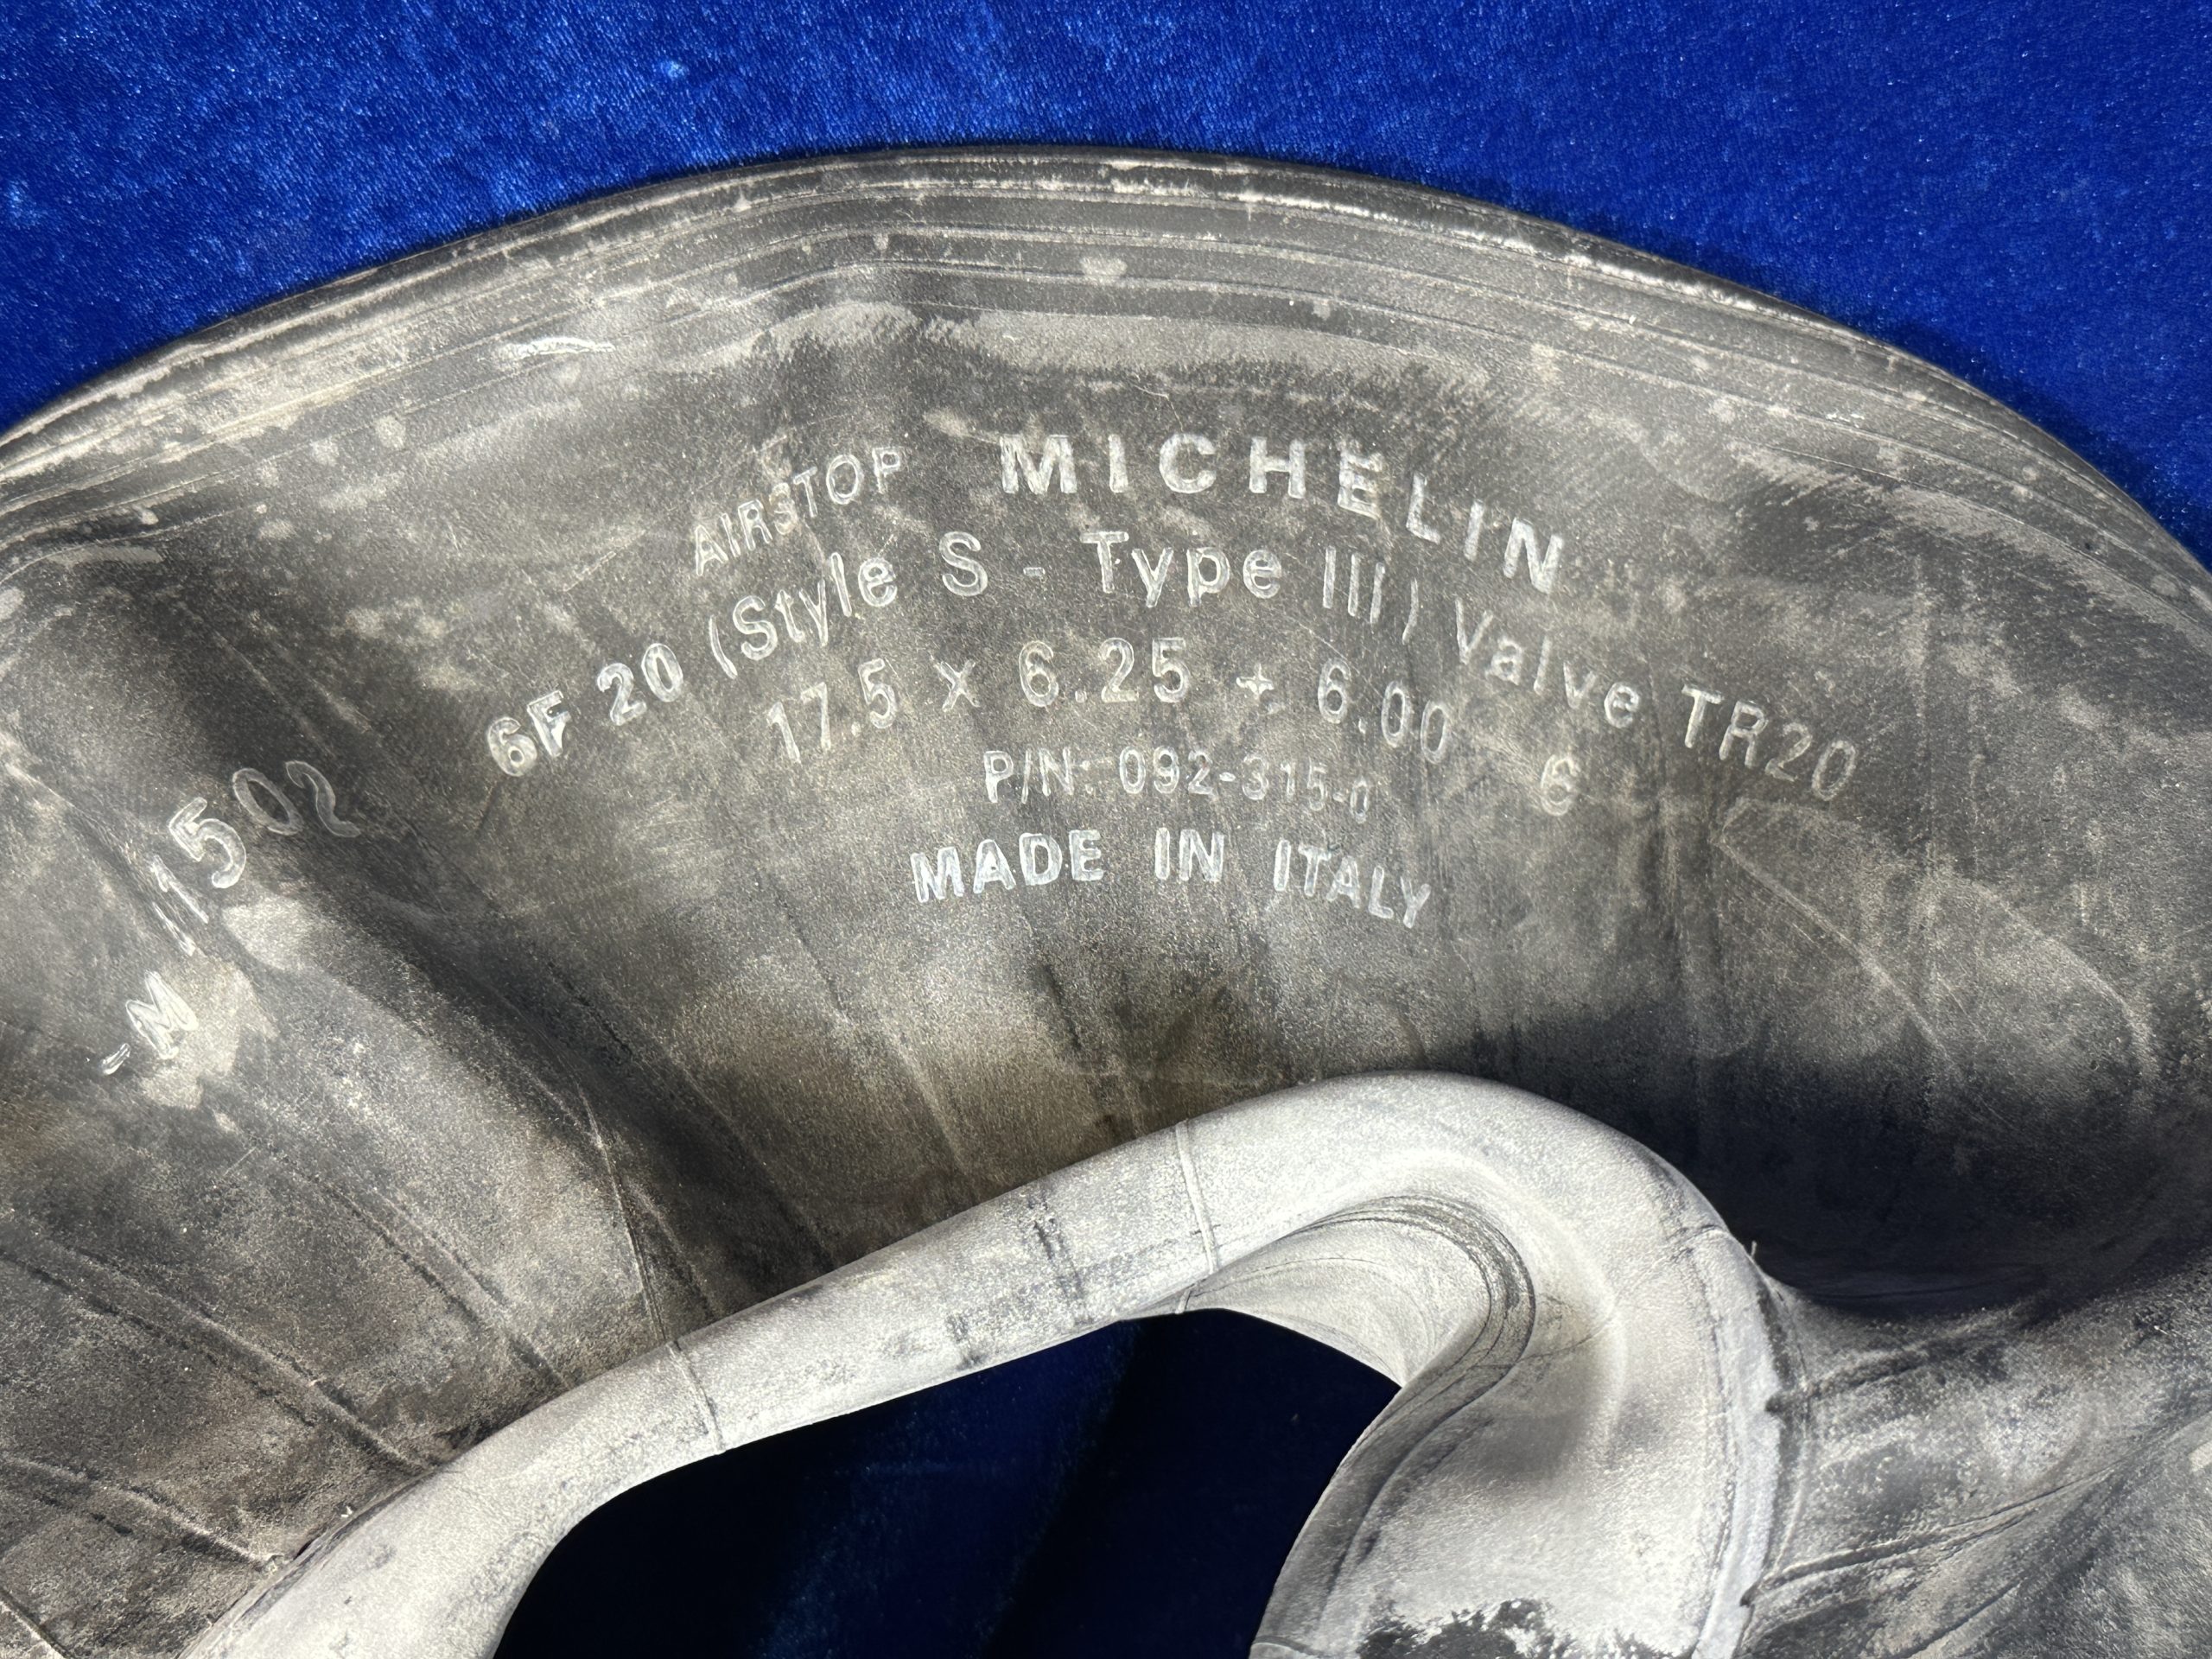 AIRSTOP MICHELIN
6F 20 (Style S - Type III) Valve TR20
17.5 x 6.25 ÷ 6.00 6
P/N: 092-315-0
MADE IN ITALY
-M 1502